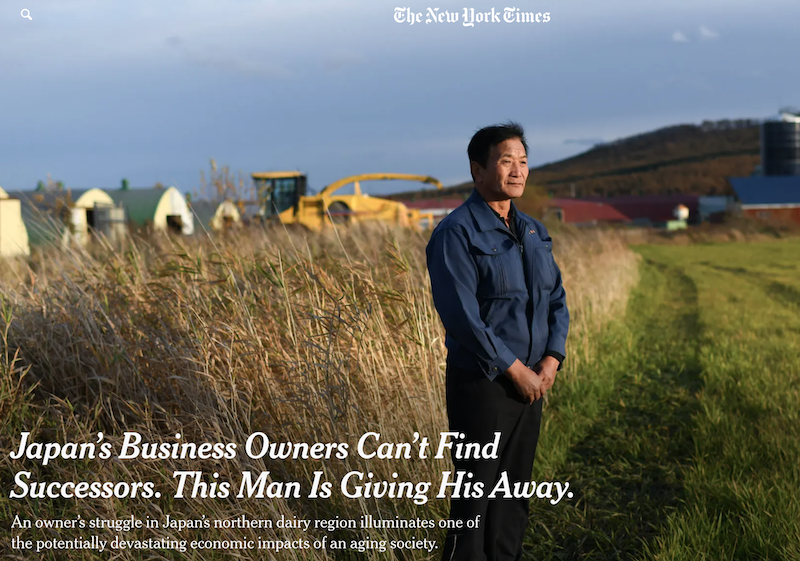 The New York Times
Japan's Business Owners Can't Find
Successors. This Man Is Giving His Away.
An owner's struggle in Japan's northern dairy region illuminates one of
the potentially devastating economic impacts of an aging society.